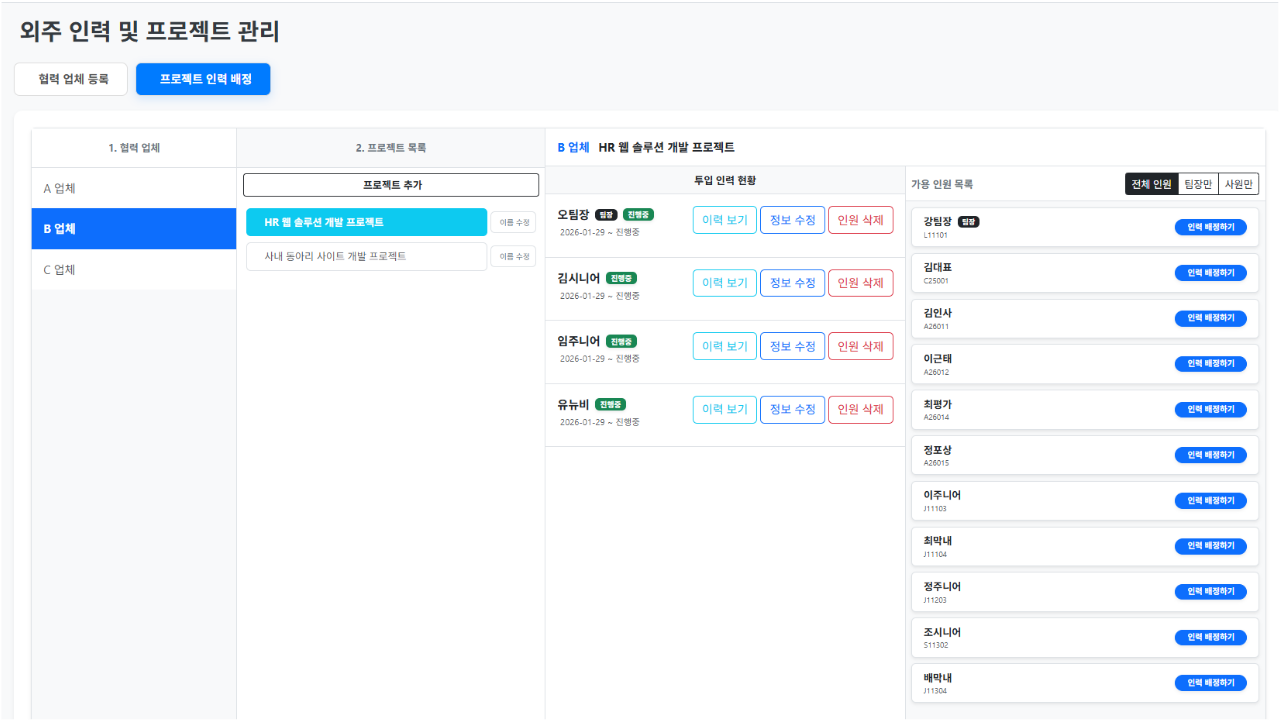 외주 인력 및 프로젝트 관리
협력 업체 등록
프로젝트 인력 배정
1. 협력 업체
A 업체
B 업체
C 업체
2. 프로젝트 목록
프로젝트 추가
HR 웹 솔루션 개발 프로젝트 이름 수정
사내 동아리 사이트 개발 프로젝트 이름 수정
B 업체 HR 웹 솔루션 개발 프로젝트
투입 인력 현황
오팀장 팀장 진행중
2026-01-29 ~ 진행중
이력 보기 정보 수정 인원 삭제
김시니어 진행중
2026-01-29 ~ 진행중
이력 보기 정보 수정 인원 삭제
임주니어 진행중
2026-01-29 ~ 진행중
이력 보기 정보 수정 인원 삭제
유뉴비 진행중
2026-01-29 ~ 진행중
이력 보기 정보 수정 인원 삭제
가용 인원 목록 전체 인원 팀장만 사원만
강팀장 팀장
L11101
인력 배정하기
김대표
C25001
인력 배정하기
김인사
A26011
인력 배정하기
이근태
A26012
인력 배정하기
최평가
A26014
인력 배정하기
정포상
A26015
인력 배정하기
이주니어
J11103
인력 배정하기
최막내
J11104
인력 배정하기
정주니어
J11203
인력 배정하기
조시니어
S11302
인력 배정하기
배막내
J11304
인력 배정하기